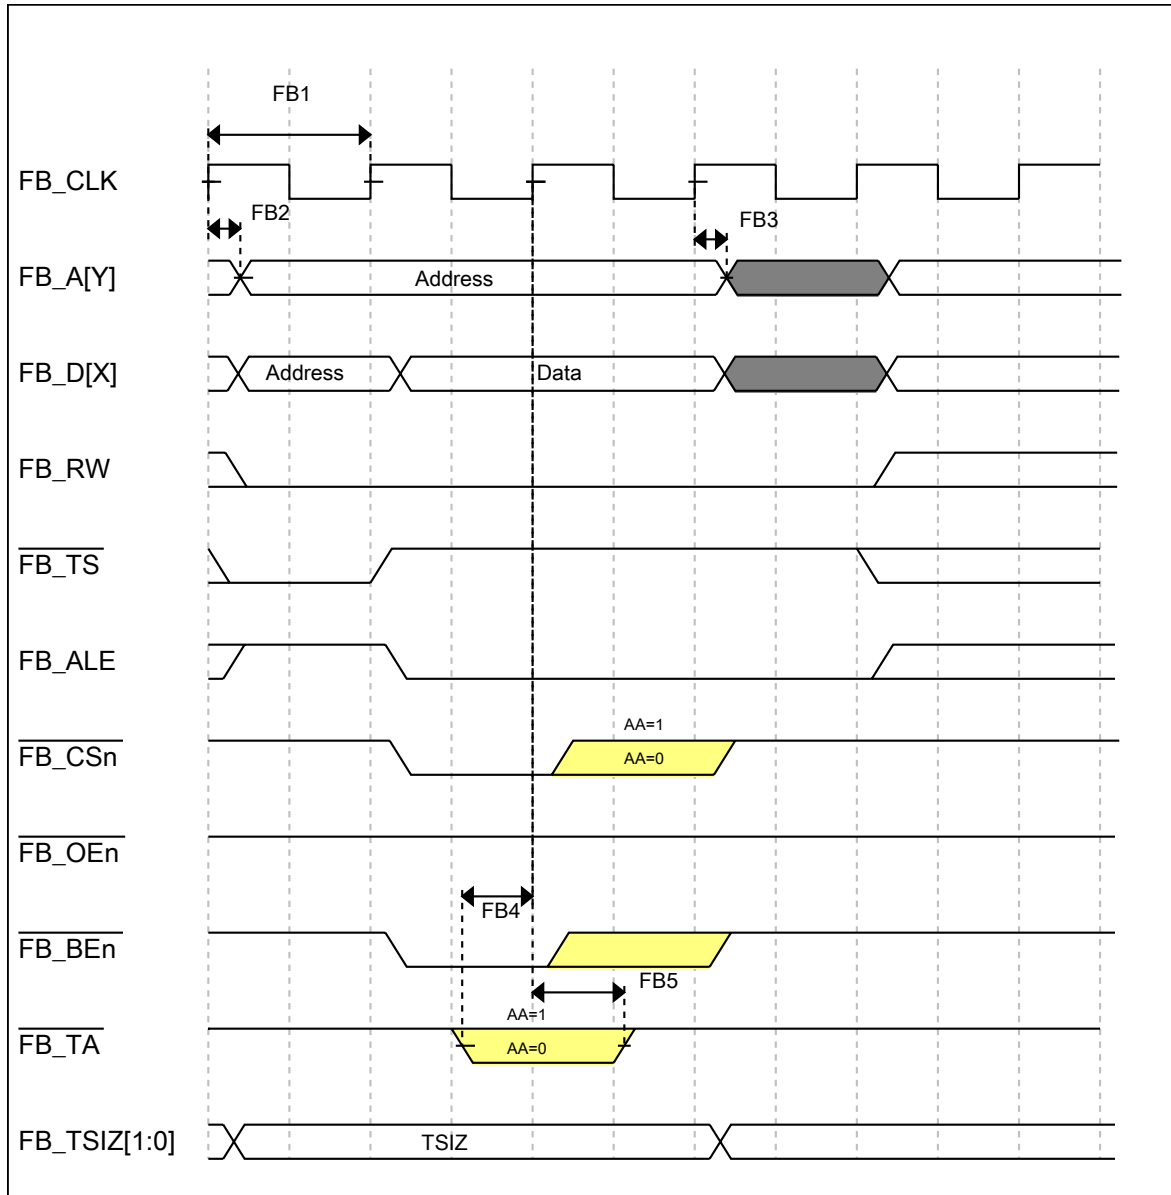 FB1
FB_CLK
FB2
FB3
FB_A[Y]
Address
FB_D[X]
Address
Data
FB_RW
FB_TS
FB_ALE
AA=1
FB_CSn
AA=0
FB_OEn
FB4
FB_BEn
FB5
AA=1
FB_TA
AA=0
FB_TSIZ[1:0]
TSIZ